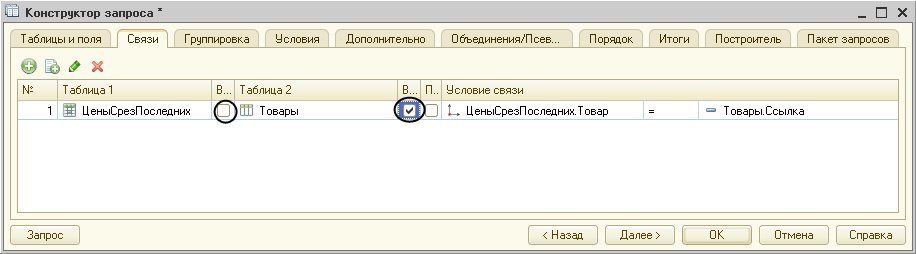 Конструктор запроса *
Таблицы и поля Связи Группировка Условия Дополнительно Объединения/Псев... Порядок Итоги Построитель Пакет запросов
№ Таблица 1 В... Таблица 2 В... П.. Условие связи
1 ЦеныСрезПоследних Товары ЦеныСрезПоследних.Товар = Товары.Ссылка
Запрос < Назад Далее > OK Отмена Справка